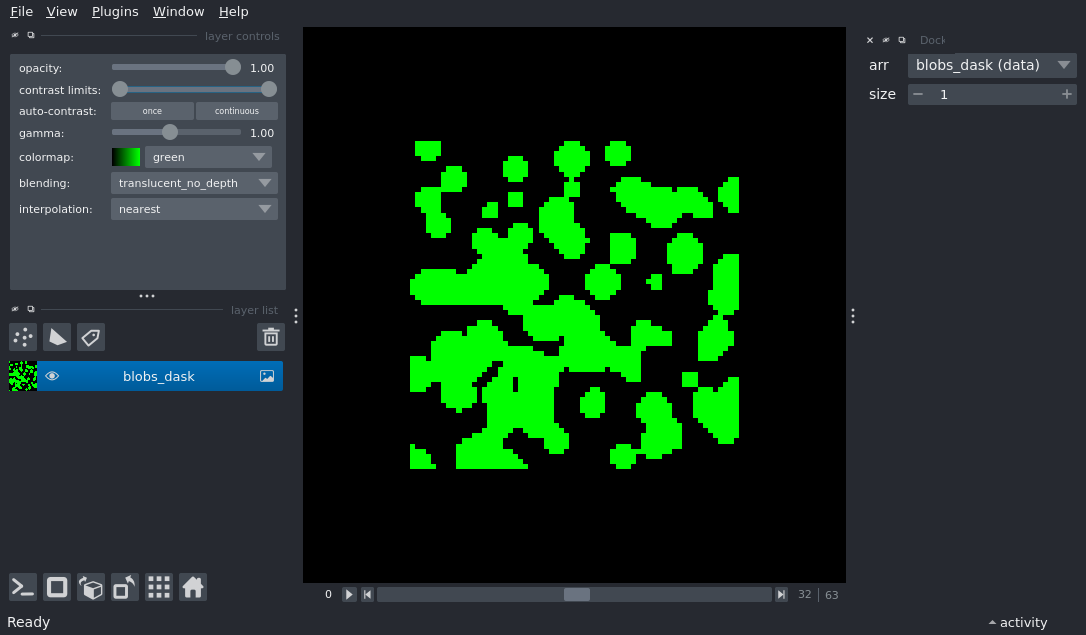 File View Plugins Window Help
layer controls
opacity: 1.00
contrast limits:
auto-contrast: once continuous
gamma: 1.00
colormap: green
blending: translucent_no_depth
interpolation: nearest
layer list
blobs_dask
0 32 63
Ready
Dock
arr blobs_dask (data)
size 1
activity